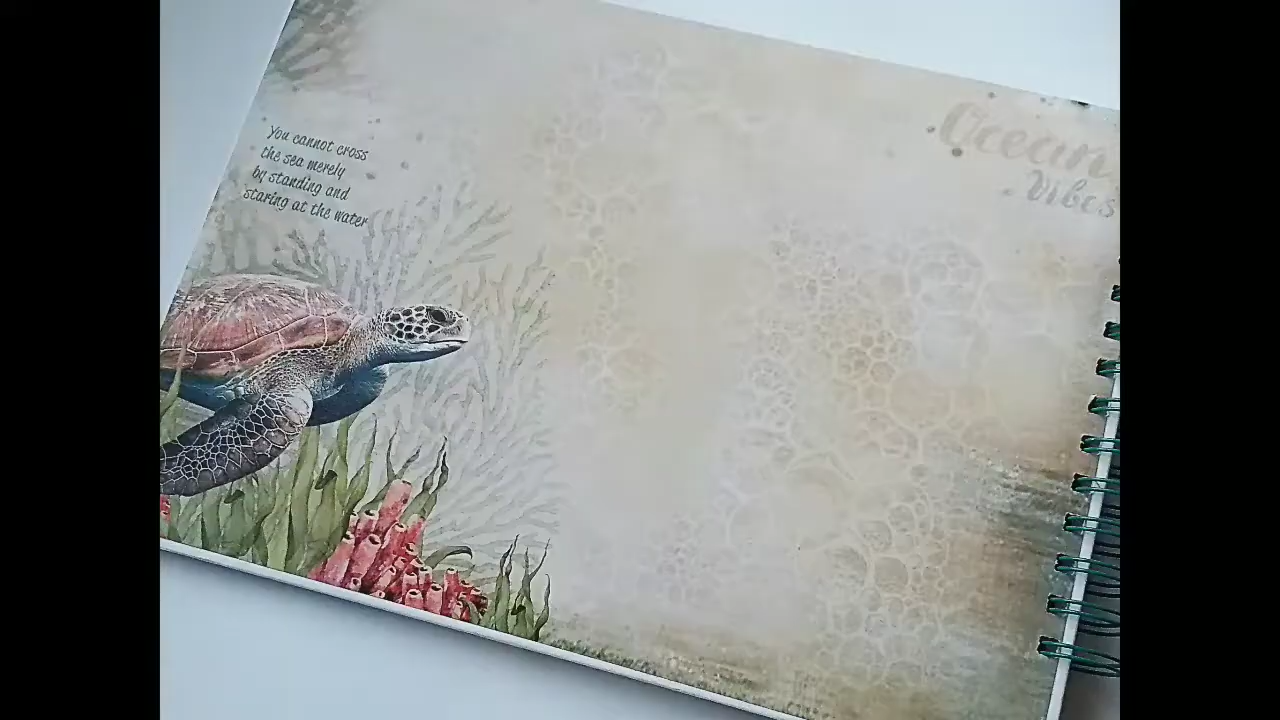 You cannot cross
the sea merely
by standing and
staring at the water
Ocean
vibes